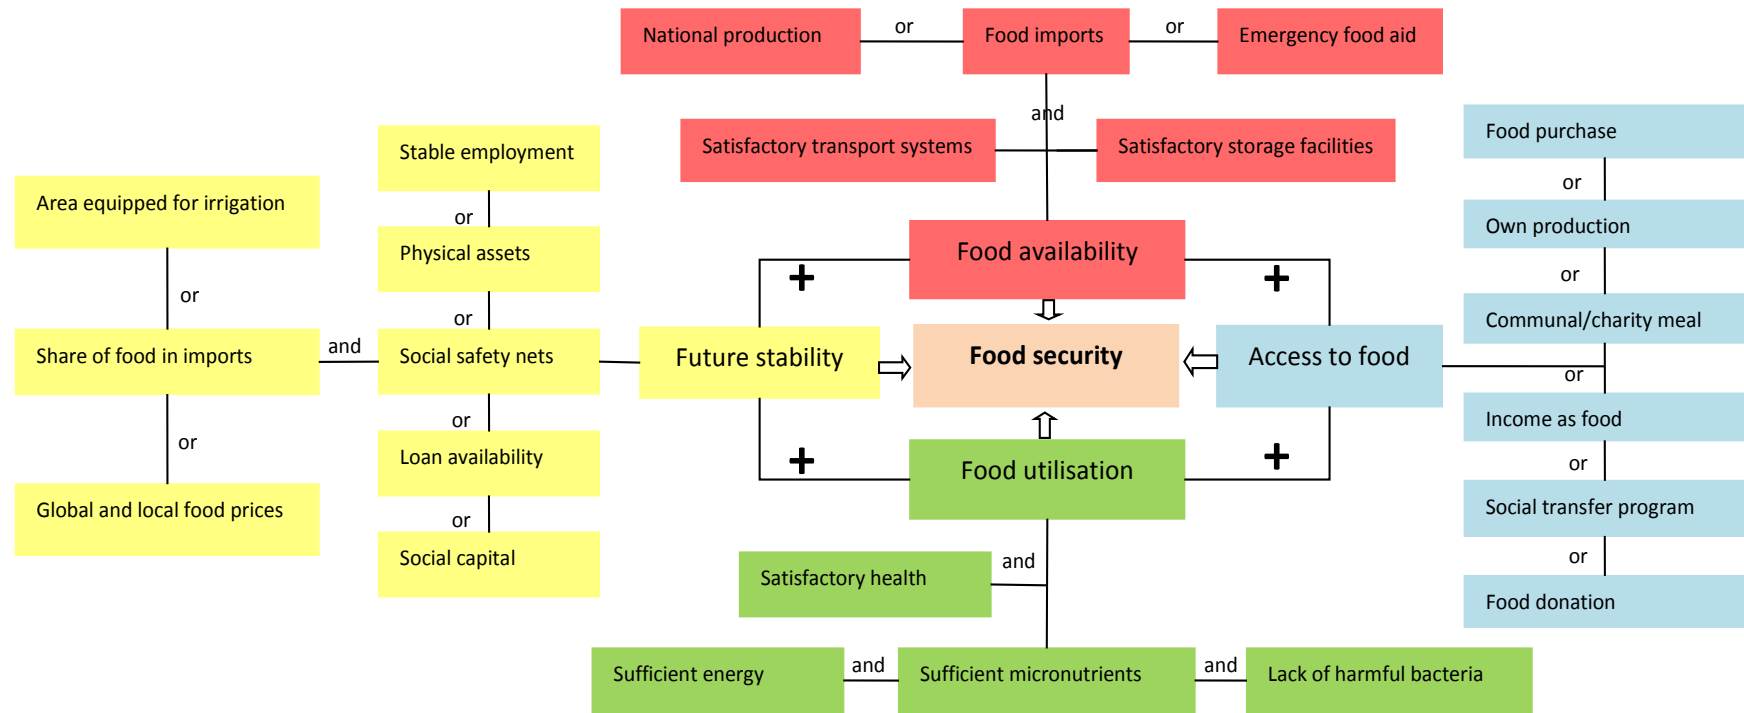 National production
or
Food imports
or
Emergency food aid
and
Satisfactory transport systems
Satisfactory storage facilities
Food purchase
or
Own production
or
Communal/charity meal
or
Income as food
or
Social transfer program
or
Food donation
Stable employment
or
Physical assets
or
Social safety nets
or
Loan availability
or
Social capital
Area equipped for irrigation
or
Share of food in imports
and
or
Global and local food prices
Food availability
+
+
Future stability
Food security
Access to food
+
+
Food utilisation
and
Satisfactory health
Sufficient energy
and
Sufficient micronutrients
and
Lack of harmful bacteria